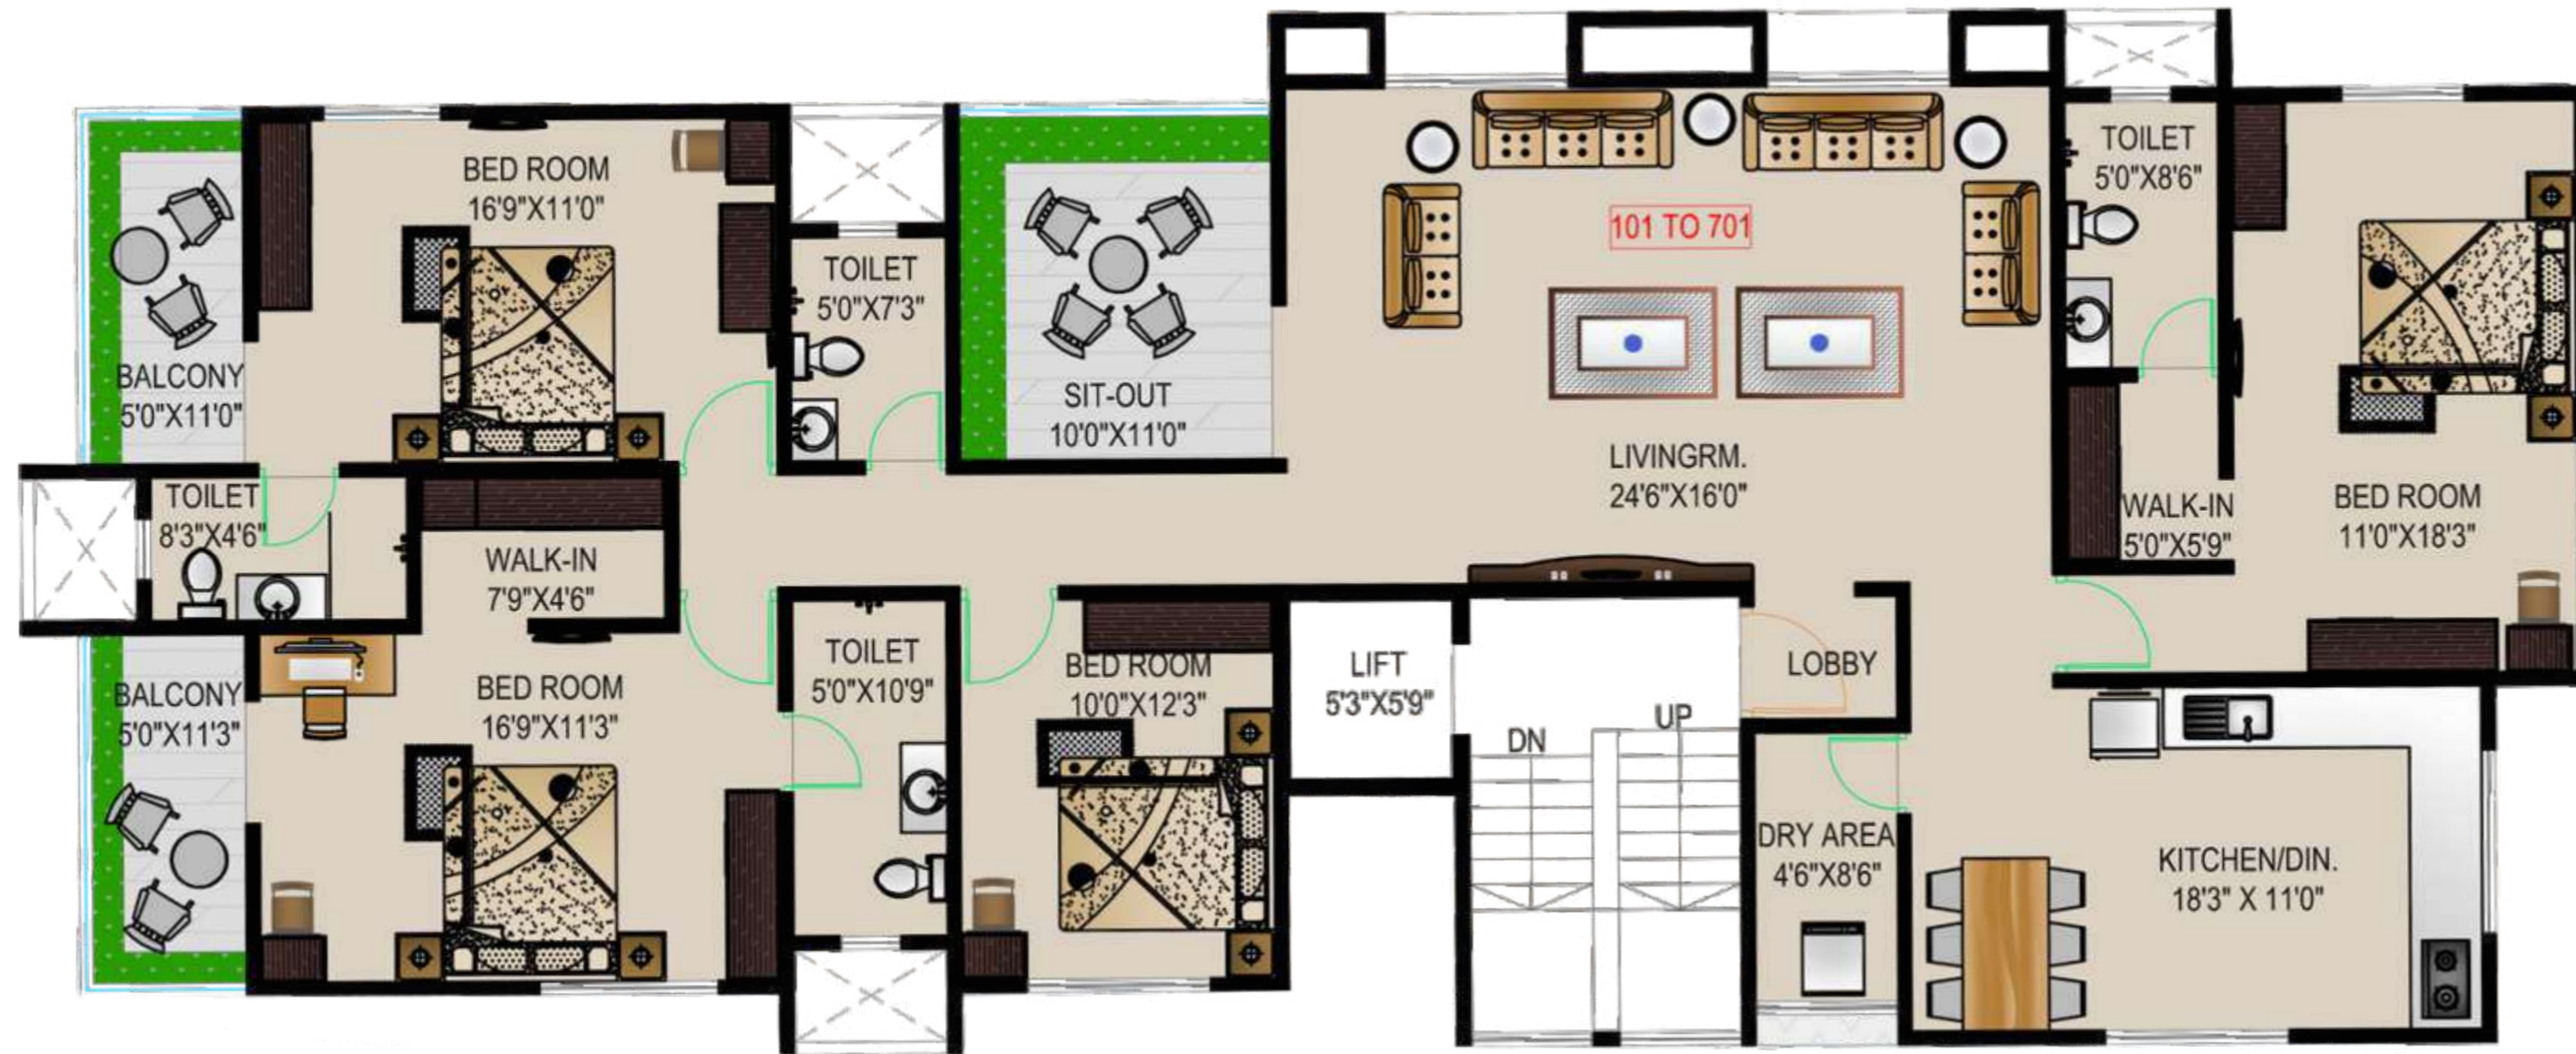 BED ROOM
16'9"X11'0"
BALCONY
5'0"X11'0"
TOILET
5'0"X7'3"
SIT-OUT
10'0"X11'0"
101 TO 701
LIVINGRM.
24'6"X16'0"
TOILET
5'0"X8'6"
WALK-IN
5'0"X5'9"
BED ROOM
11'0"X18'3"
TOILET
8'3"X4'6"
WALK-IN
7'9"X4'6"
BALCONY
5'0"X11'3"
BED ROOM
16'9"X11'3"
TOILET
5'0"X10'9"
BED ROOM
10'0"X12'3"
LIFT
5'3"X5'9"
DN
UP
LOBBY
DRY AREA
4'6"X8'6"
KITCHEN/DIN.
18'3" X 11'0"